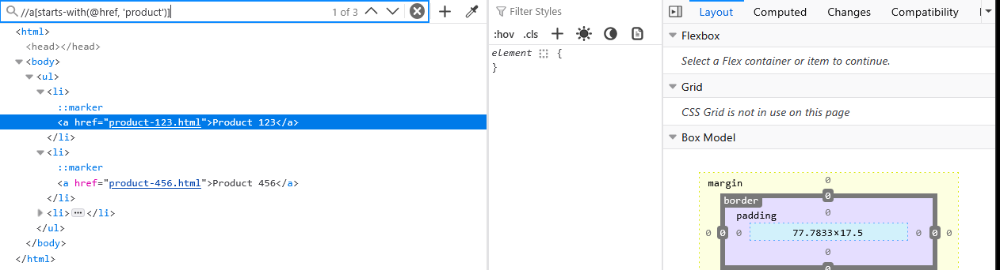 //a[starts-with(@href, 'product')]
1 of 3
<html>
<head></head>
<body>
<ul>
<li>
::marker
<a href="product-123.html">Product 123</a>
</li>
<li>
::marker
<a href="product-456.html">Product 456</a>
</li>
<li>
</li>
</ul>
</body>
</html>
Filter Styles
:hov .cls
element {
}
Layout Computed Changes Compatibility
Flexbox
Select a Flex container or item to continue.
Grid
CSS Grid is not in use on this page
Box Model
margin 0
border 0
padding 0
0 0 0 77.7833×17.5 0 0 0
0
0